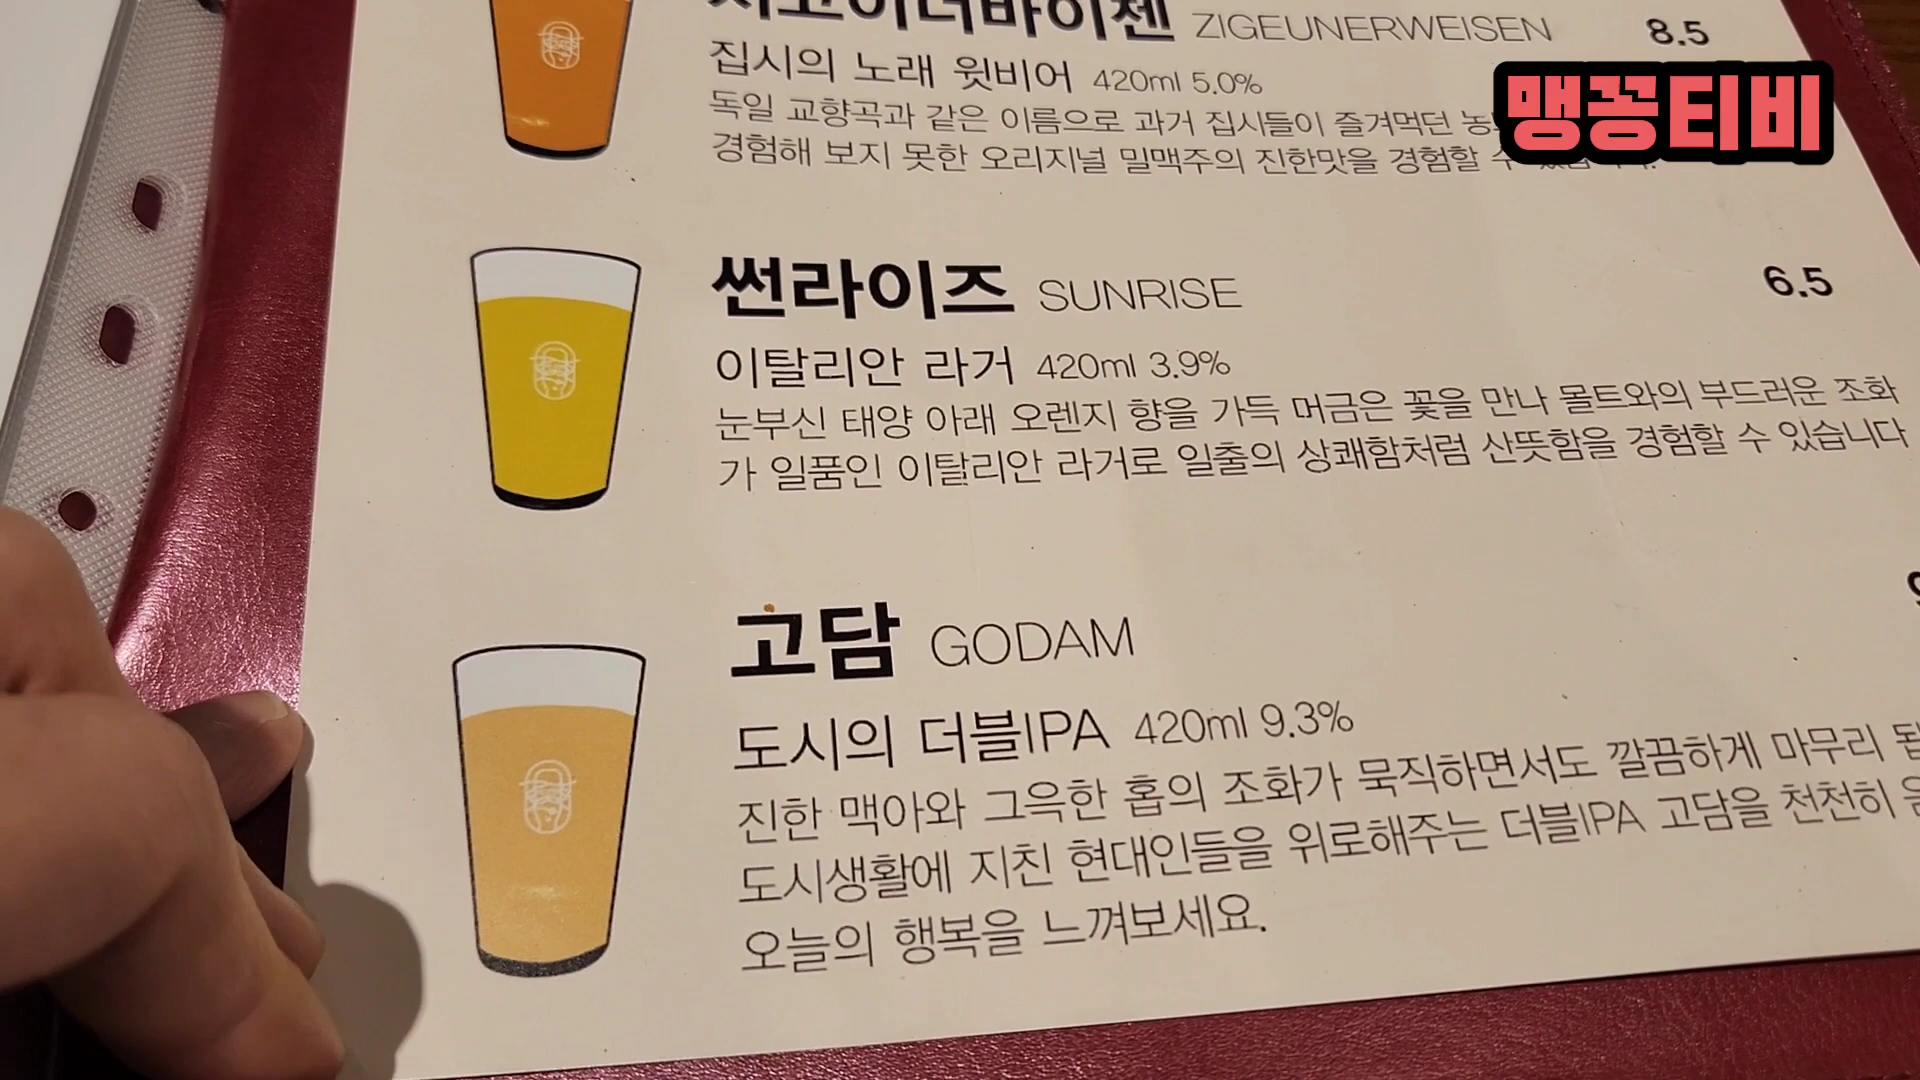 ZIGEUNERWEISEN 8.5
집시의 노래 윗비어 420ml 5.0%
맹꽁티비
독일 교향곡과 같은 이름으로 과거 집시들이 즐겨먹던
경험해 보지 못한 오리지널 밀맥주의 진한맛을 경험할 수
썬라이즈 SUNRISE 6.5
이탈리안 라거 420ml 3.9%
눈부신 태양 아래 오렌지 향을 가득 머금은 꽃을 만나 몰트와의 부드러운 조화
가 일품인 이탈리안 라거로 일출의 상쾌함처럼 산뜻함을 경험할 수 있습니다
고담 GODAM
도시의 더블IPA 420ml 9.3%
진한 맥아와 그윽한 홉의 조화가 묵직하면서도 깔끔하게 마무리
도시생활에 지친 현대인들을 위로해주는 더블IPA 고담을 천천히
오늘의 행복을 느껴보세요.